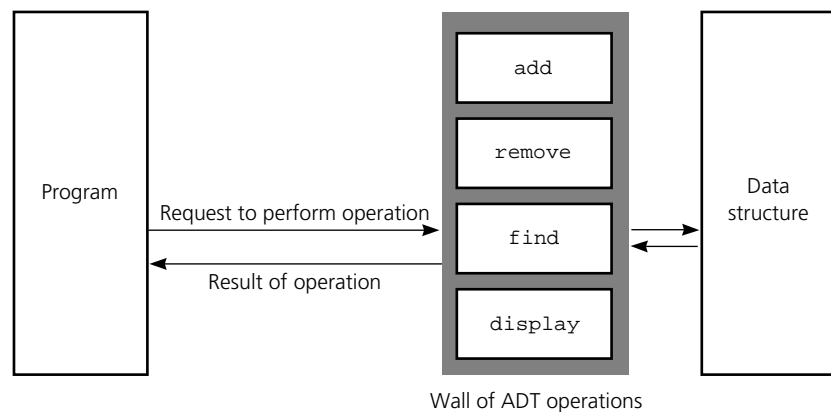 Program
Request to perform operation
Result of operation
add
remove
find
display
Wall of ADT operations
Data
structure